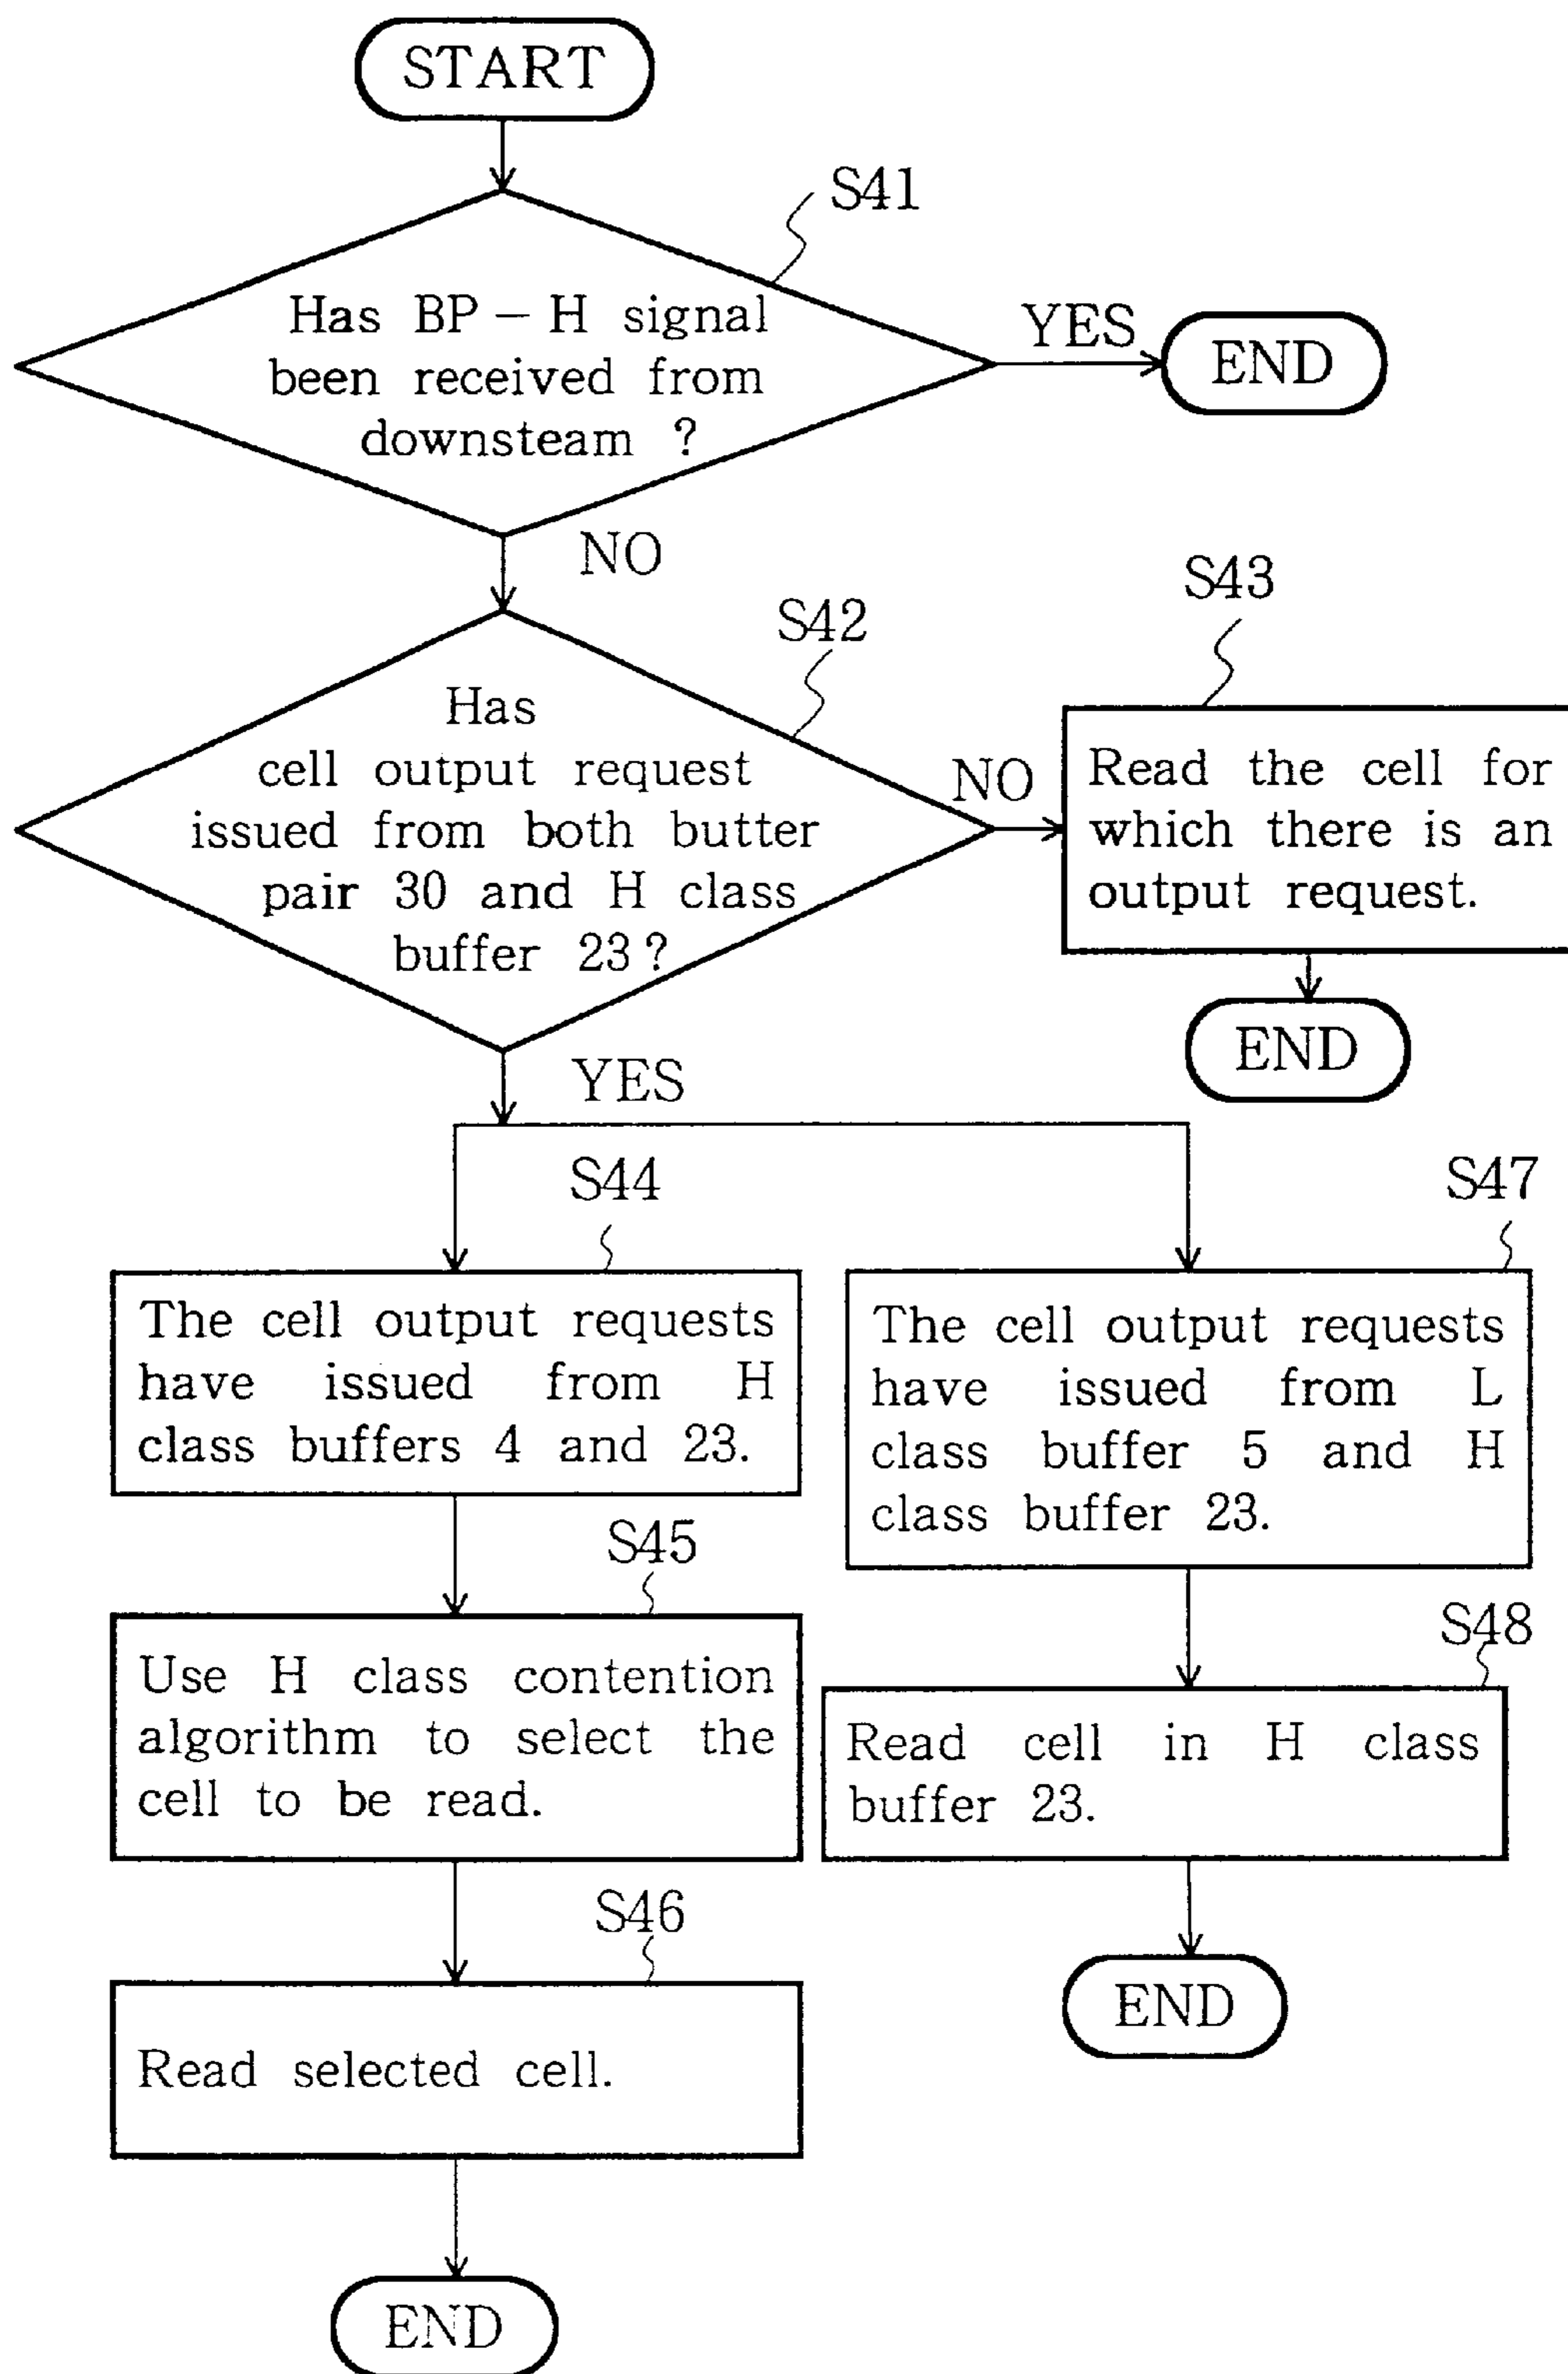 START
S41
Has BP – H signal
been received from
downsteam ?
YES
END
NO
S42
Has
cell output request
issued from both butter
pair 30 and H class
buffer 23?
NO
S43
Read the cell for
which there is an
output request.
END
YES
S44
The cell output requests
have issued from H
class buffers 4 and 23.
S45
Use H class contention
algorithm to select the
cell to be read.
S46
Read selected cell.
END
S47
The cell output requests
have issued from L
class buffer 5 and H
class buffer 23.
S48
Read cell in H class
buffer 23.
END